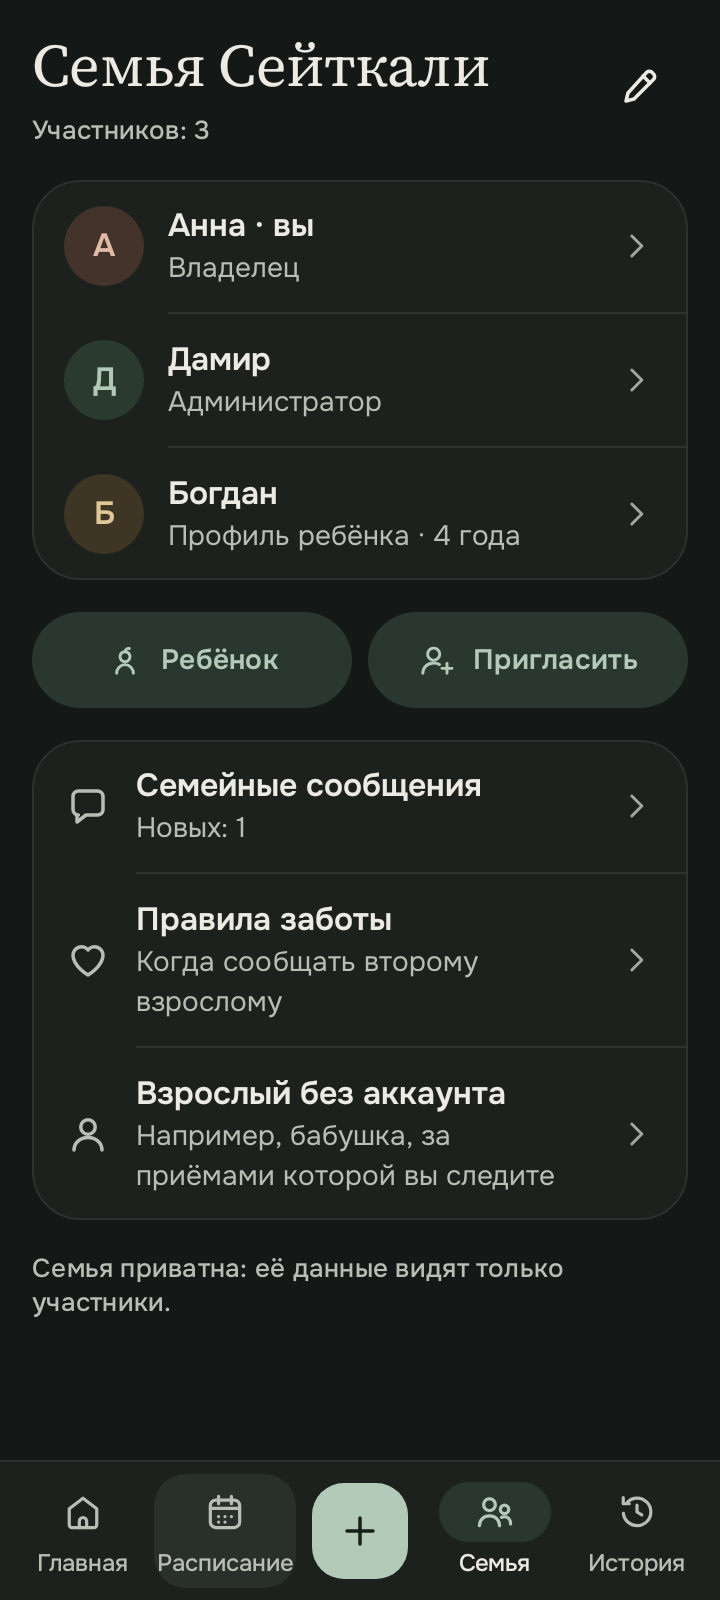 Семья Сейткали
Участников: 3
А
Анна · вы
Владелец
Д
Дамир
Администратор
Б
Богдан
Профиль ребёнка · 4 года
Ребёнок
Пригласить
Семейные сообщения
Новых: 1
Правила заботы
Когда сообщать второму
взрослому
Взрослый без аккаунта
Например, бабушка, за
приёмами которой вы следите
Семья приватна: её данные видят только
участники.
Главная
Расписание
Семья
История